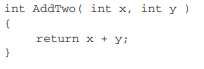 int AddTwo( int x, int y )
{
    return x + y;
}